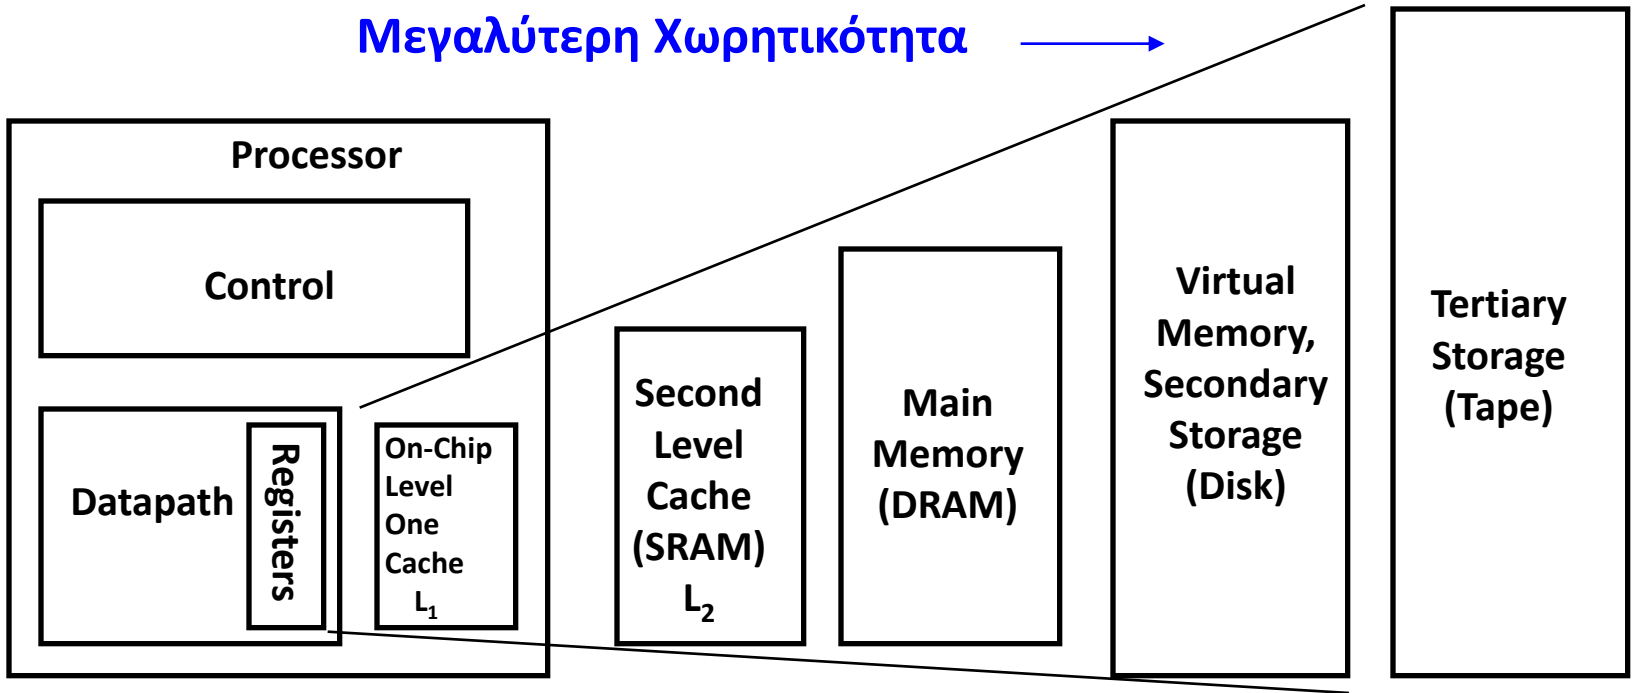 Μεγαλύτερη Χωρητικότητα
Processor
Control
Datapath
Registers
On-Chip
Level
One
Cache
L1
Second
Level
Cache
(SRAM)
L2
Main
Memory
(DRAM)
Virtual
Memory,
Secondary
Storage
(Disk)
Tertiary
Storage
(Tape)